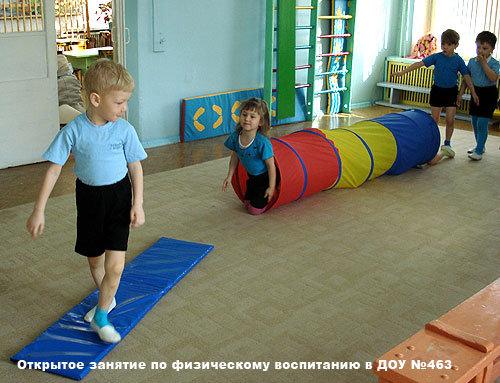 Открытое занятие по физическому воспитанию в ДОУ №463